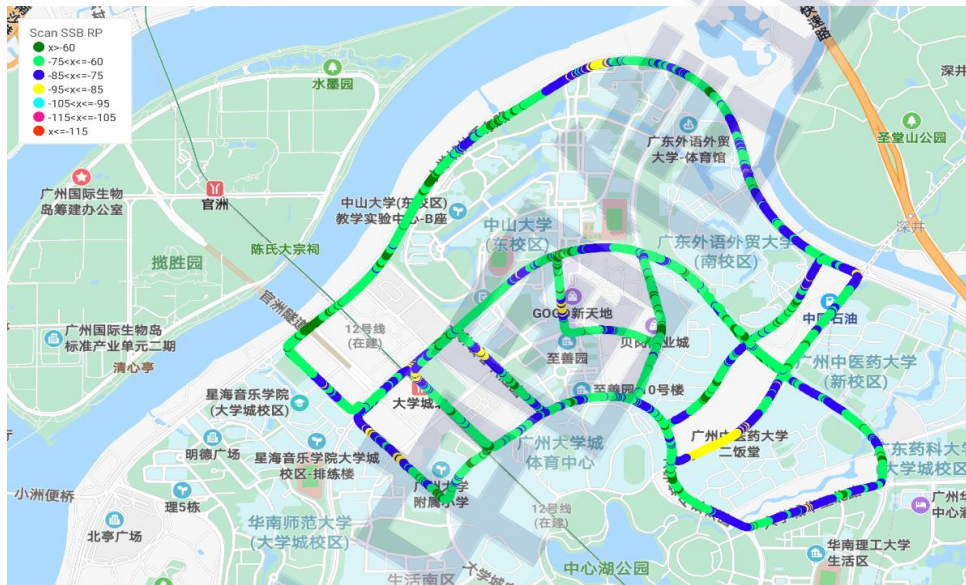 Scan SSB RP
x>-60
-75<x<=-60
-85<x<=-75
-95<x<=-85
-105<x<=-95
-115<x<=-105
x<=-115
水墨园
深井
圣堂山公园
广东外语外贸
大学-体育馆
广州国际生物
岛筹建办公室
官洲
中山大学(东校区)
教学实验中心-B座
中山大学
(东校区)
广东外语外贸大学
(南校区)
深井
陈氏大宗祠
揽胜园
官洲隧道
12号线
(在建)
GOGO新天地
中国石油
广州国际生物岛
标准产业单元二期
清心亭
至善园
广州中医药大学
(新校区)
星海音乐学院
(大学城校区)
大学城北
至善园10号楼
明德广场
星海音乐学院大学城
校区-排练楼
广州大学城
体育中心
广州中医药大学
二饭堂
广东药科大学
(大学城校区)
小洲便桥
理5栋
附属小学
北亭广场
华南师范大学
(大学城校区)
12号线
(在建)
中心湖公园
华南理工大学
生活区
生活南区